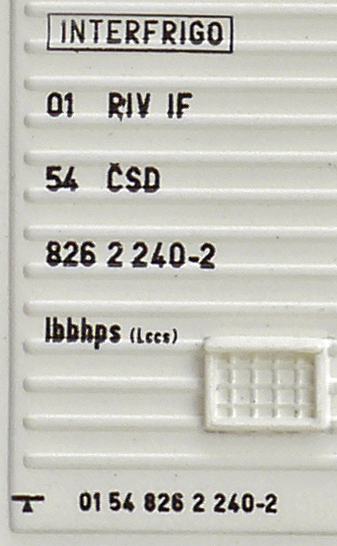 INTERFRIGO
01 RIV IF
54 ČSD
826 2 240-2
Ibbhps (Lccs)
01 54 826 2 240-2